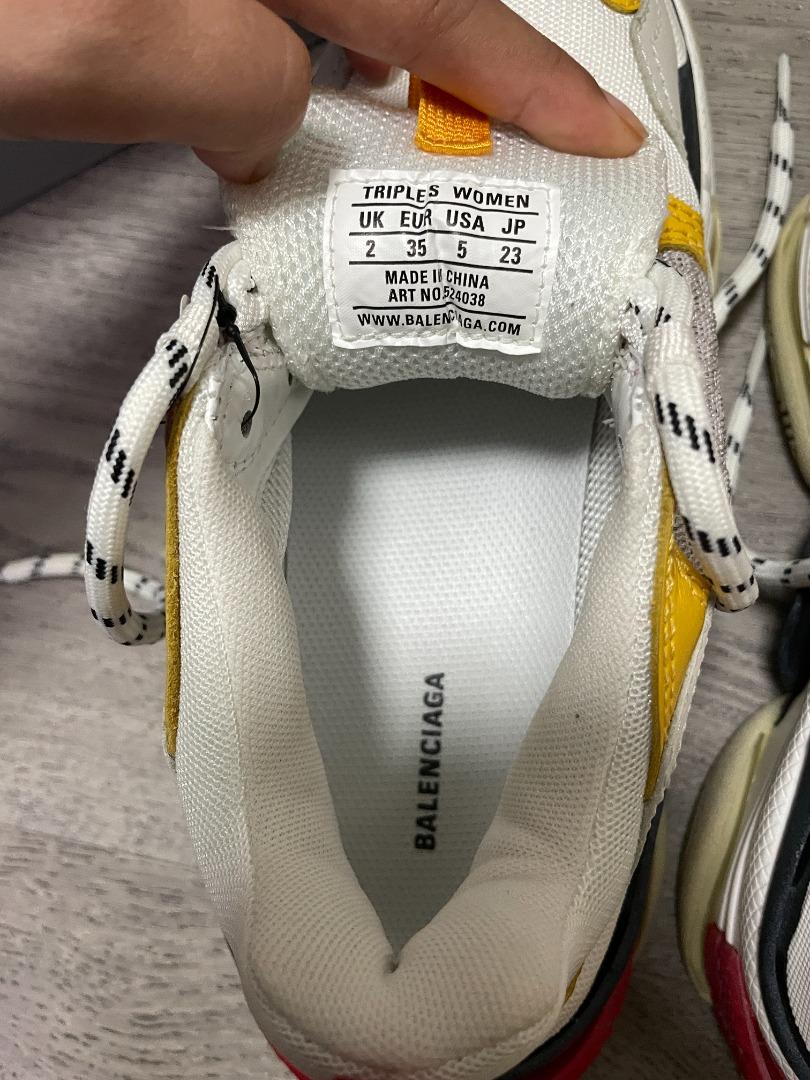 TRIPLE S WOMEN
UK EUR USA JP
2 35 5 23
MADE IN CHINA
ART NO.524038
WWW.BALENCIAGA.COM
BALENCIAGA